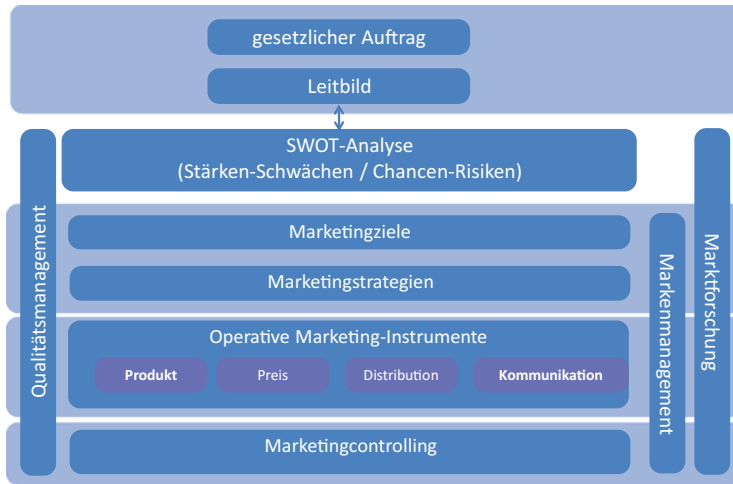 gesetzlicher Auftrag
Leitbild
SWOT-Analyse
(Stärken-Schwächen / Chancen-Risiken)
Qualitätsmanagement
Marketingziele
Marketingstrategien
Operative Marketing-Instrumente
Produkt
Preis
Distribution
Kommunikation
Marketingcontrolling
Markenmanagement
Marktforschung